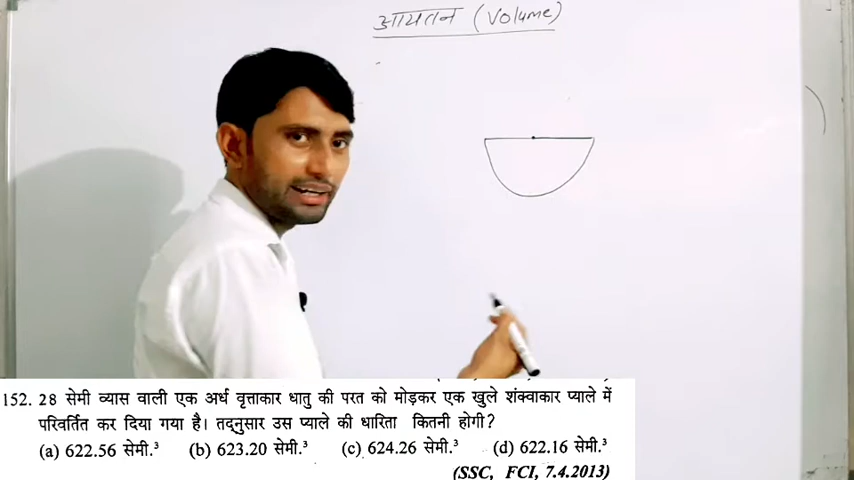 आयतन (Volume)
152. 28 सेमी व्यास वाली एक अर्ध वृत्ताकार धातु की परत को मोड़कर एक खुले शंक्वाकार प्याले में
परिवर्तित कर दिया गया है। तद्नुसार उस प्याले की धारिता कितनी होगी?
(a) 622.56 सेमी.³ (b) 623.20 सेमी.³ (c) 624.26 सेमी.³ (d) 622.16 सेमी.³
(SSC, FCI, 7.4.2013)